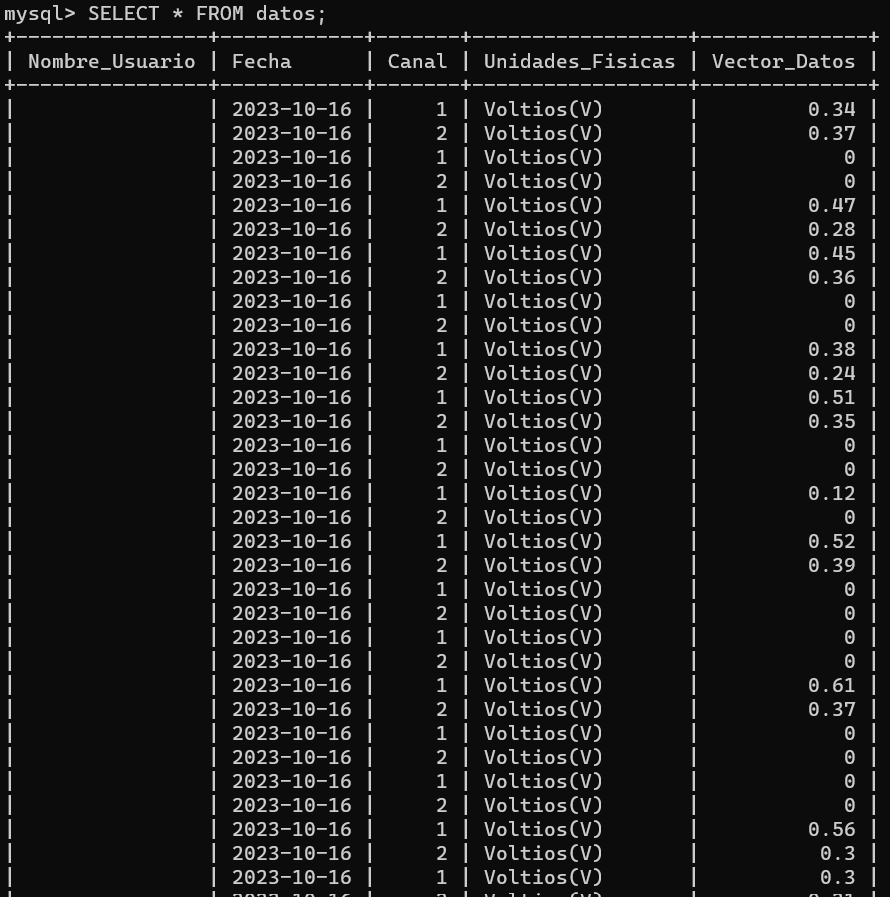 mysql> SELECT * FROM datos;
+----------------+------------+-------+------------------+--------------+
| Nombre_Usuario | Fecha      | Canal | Unidades_Fisicas | Vector_Datos |
+----------------+------------+-------+------------------+--------------+
|                | 2023-10-16 |     1 | Voltios(V)       |         0.34 |
|                | 2023-10-16 |     2 | Voltios(V)       |         0.37 |
|                | 2023-10-16 |     1 | Voltios(V)       |            0 |
|                | 2023-10-16 |     2 | Voltios(V)       |            0 |
|                | 2023-10-16 |     1 | Voltios(V)       |         0.47 |
|                | 2023-10-16 |     2 | Voltios(V)       |         0.28 |
|                | 2023-10-16 |     1 | Voltios(V)       |         0.45 |
|                | 2023-10-16 |     2 | Voltios(V)       |         0.36 |
|                | 2023-10-16 |     1 | Voltios(V)       |            0 |
|                | 2023-10-16 |     2 | Voltios(V)       |            0 |
|                | 2023-10-16 |     1 | Voltios(V)       |         0.38 |
|                | 2023-10-16 |     2 | Voltios(V)       |         0.24 |
|                | 2023-10-16 |     1 | Voltios(V)       |         0.51 |
|                | 2023-10-16 |     2 | Voltios(V)       |         0.35 |
|                | 2023-10-16 |     1 | Voltios(V)       |            0 |
|                | 2023-10-16 |     2 | Voltios(V)       |            0 |
|                | 2023-10-16 |     1 | Voltios(V)       |         0.12 |
|                | 2023-10-16 |     2 | Voltios(V)       |            0 |
|                | 2023-10-16 |     1 | Voltios(V)       |         0.52 |
|                | 2023-10-16 |     2 | Voltios(V)       |         0.39 |
|                | 2023-10-16 |     1 | Voltios(V)       |            0 |
|                | 2023-10-16 |     2 | Voltios(V)       |            0 |
|                | 2023-10-16 |     1 | Voltios(V)       |            0 |
|                | 2023-10-16 |     2 | Voltios(V)       |            0 |
|                | 2023-10-16 |     1 | Voltios(V)       |         0.61 |
|                | 2023-10-16 |     2 | Voltios(V)       |         0.37 |
|                | 2023-10-16 |     1 | Voltios(V)       |            0 |
|                | 2023-10-16 |     2 | Voltios(V)       |            0 |
|                | 2023-10-16 |     1 | Voltios(V)       |            0 |
|                | 2023-10-16 |     2 | Voltios(V)       |            0 |
|                | 2023-10-16 |     1 | Voltios(V)       |         0.56 |
|                | 2023-10-16 |     2 | Voltios(V)       |          0.3 |
|                | 2023-10-16 |     1 | Voltios(V)       |          0.3 |